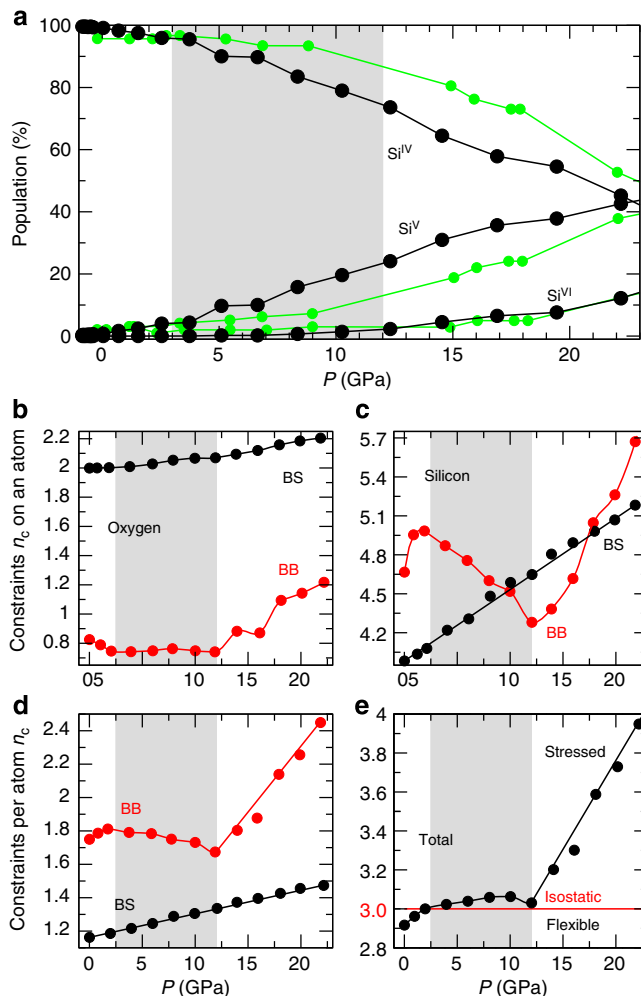 a
100
80
60
40
20
0
Population (%)
Si^IV
Si^V
Si^VI
0 5 10 15 20
P (GPa)
b
2.2
2.0
1.8
1.6
1.4
1.2
1.0
0.8
Constraints n_c on an atom
BS
Oxygen
BB
05 10 15 20
c
5.7
5.4
5.1
4.8
4.5
4.2
Silicon
BS
BB
05 10 15 20
d
2.4
2.2
2.0
1.8
1.6
1.4
1.2
Constraints per atom n_c
BB
BS
0 5 10 15 20
P (GPa)
e
4
3.8
3.6
3.4
3.2
3.0
2.8
Stressed
Total
Isostatic
Flexible
0 5 10 15 20
P (GPa)